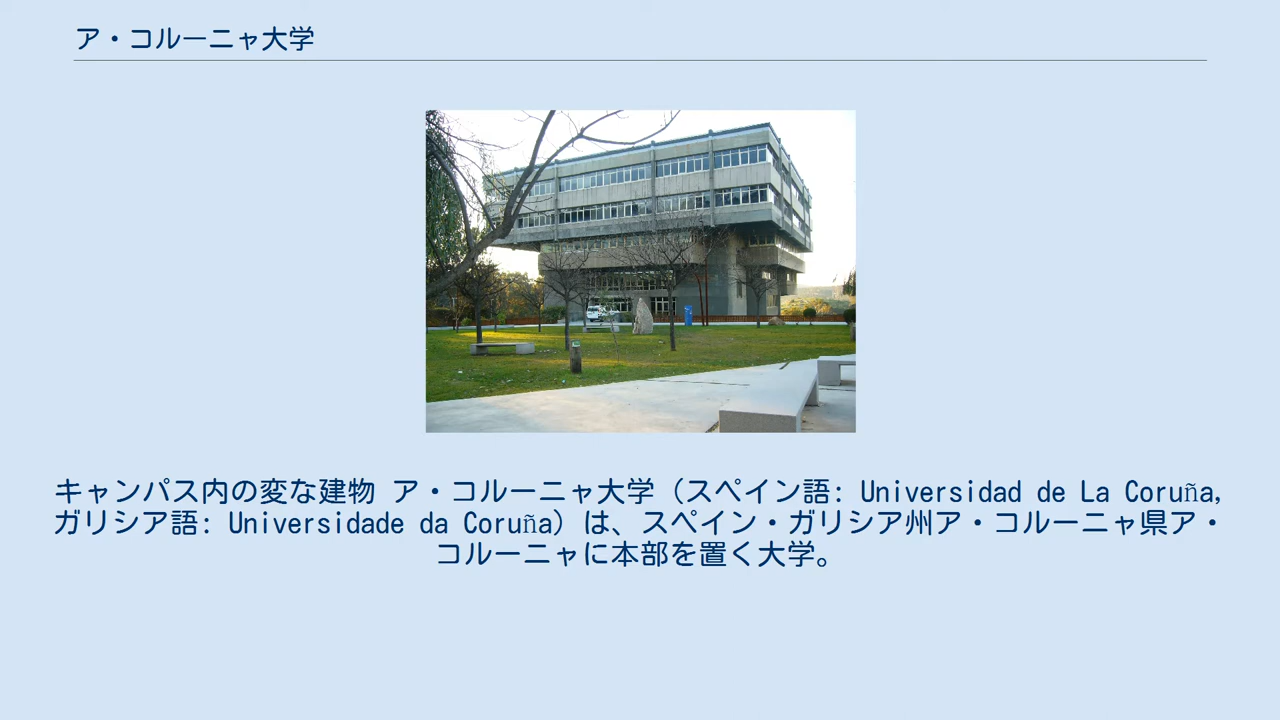 ア・コルーニャ大学
キャンパス内の変な建物 ア・コルーニャ大学（スペイン語: Universidad de La Coruña,
ガリシア語: Universidade da Coruña）は、スペイン・ガリシア州ア・コルーニャ県ア・
コルーニャに本部を置く大学。